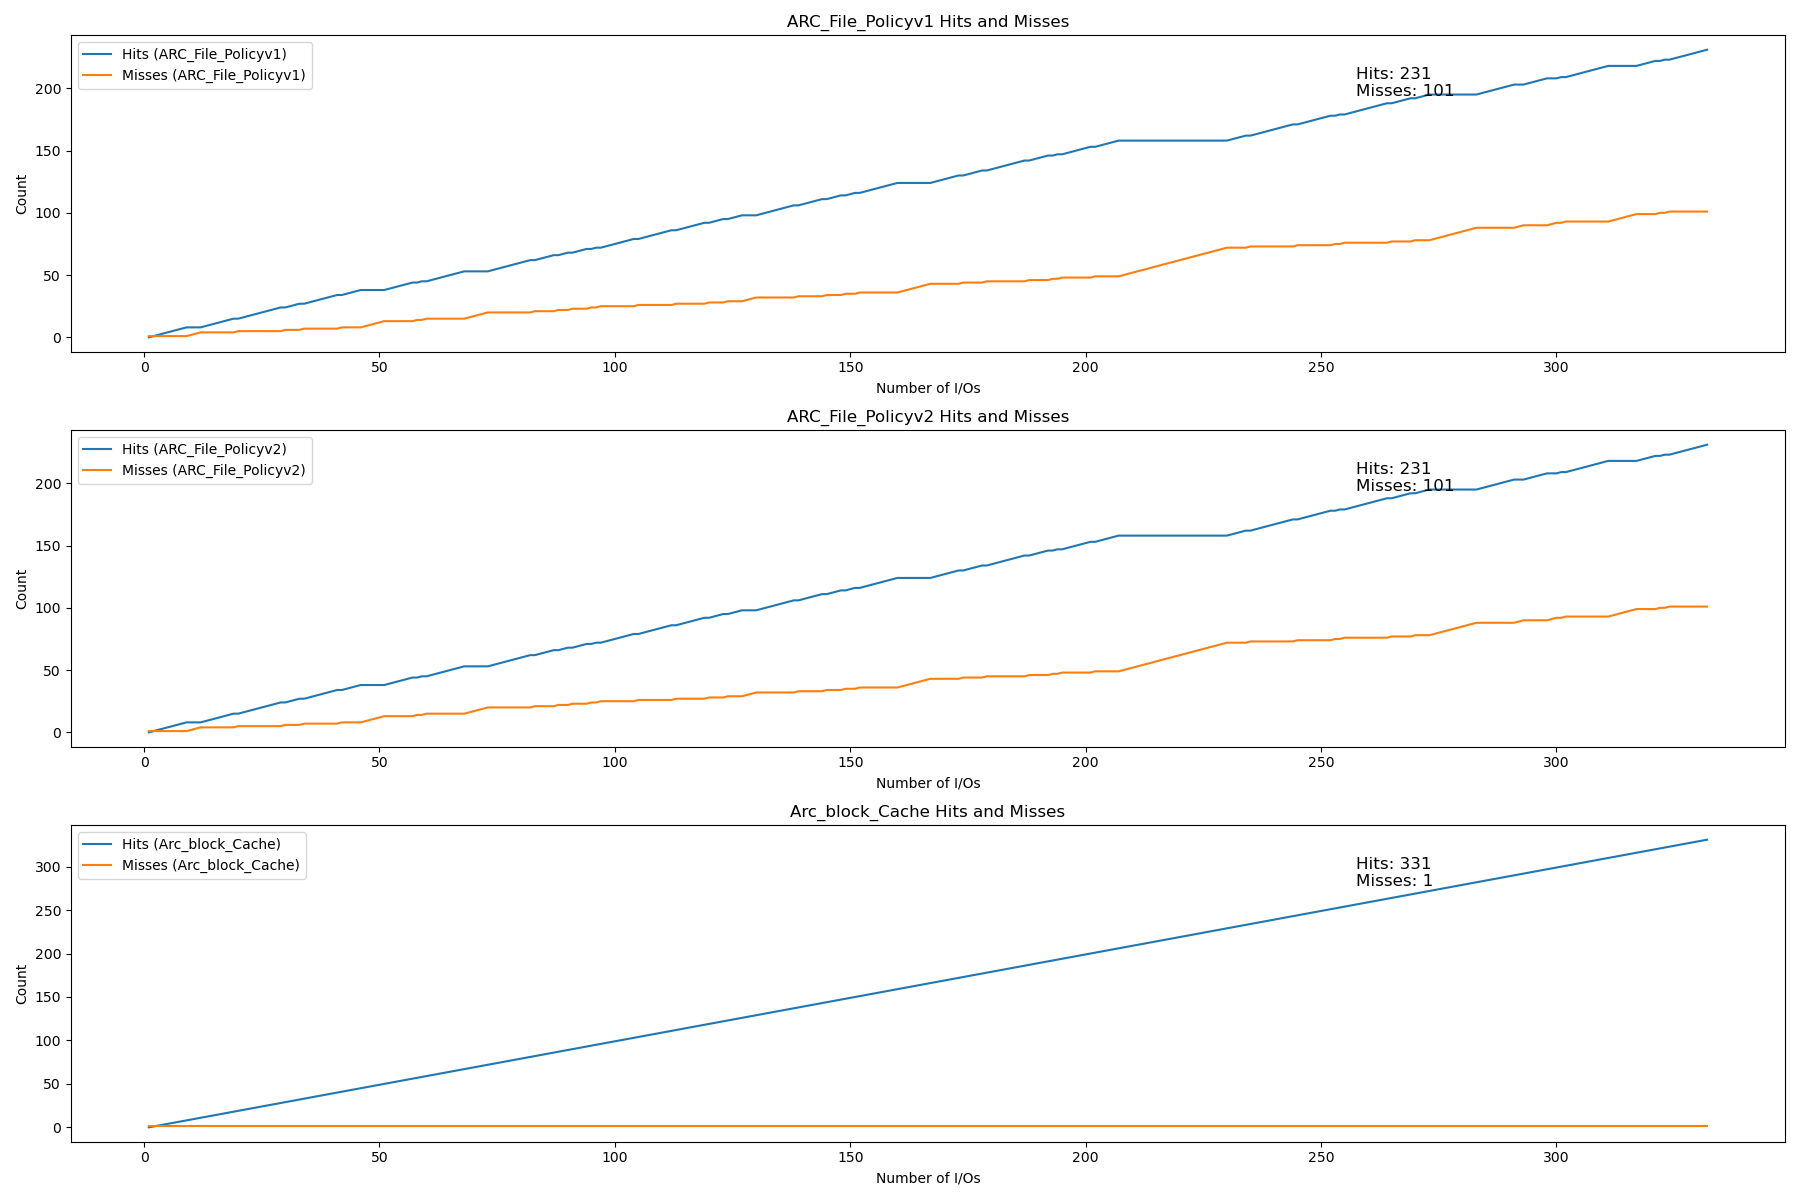 ARC_File_Policyv1 Hits and Misses
Hits (ARC_File_Policyv1)
Misses (ARC_File_Policyv1)
Hits: 231
Misses: 101
Count
200
150
100
50
0
0 50 100 150 200 250 300
Number of I/Os
ARC_File_Policyv2 Hits and Misses
Hits (ARC_File_Policyv2)
Misses (ARC_File_Policyv2)
Hits: 231
Misses: 101
Count
200
150
100
50
0
0 50 100 150 200 250 300
Number of I/Os
Arc_block_Cache Hits and Misses
Hits (Arc_block_Cache)
Misses (Arc_block_Cache)
Hits: 331
Misses: 1
Count
300
250
200
150
100
50
0
0 50 100 150 200 250 300
Number of I/Os